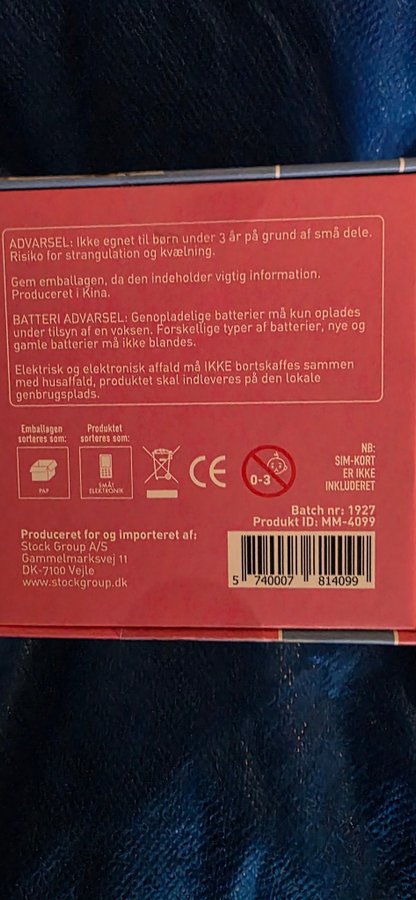 ADVARSEL: Ikke egnet til børn under 3 år på grund af små dele.
Risiko for strangulation og kvælning.
Gem emballagen, da den indeholder vigtig information.
Produceret i Kina.
BATTERI ADVARSEL: Genopladelige batterier må kun oplades
under tilsyn af en voksen. Forskellige typer af batterier, nye og
gamle batterier må ikke blandes.
Elektrisk og elektronisk affald må IKKE bortskaffes sammen
med husaffald, produktet skal indleveres på den lokale
genbrugsplads.
Emballagen
sorteres som:
PAP
Produktet
sorteres som:
SMÅT
ELEKTRONIK
CE
0-3
NB:
SIM-KORT
ER IKKE
INKLUDERET
Batch nr: 1927
Produkt ID: MM-4099
Produceret for og importeret af:
Stock Group A/S
Gammelmarksvej 11
DK-7100 Vejle
www.stockgroup.dk
5 740007 814099